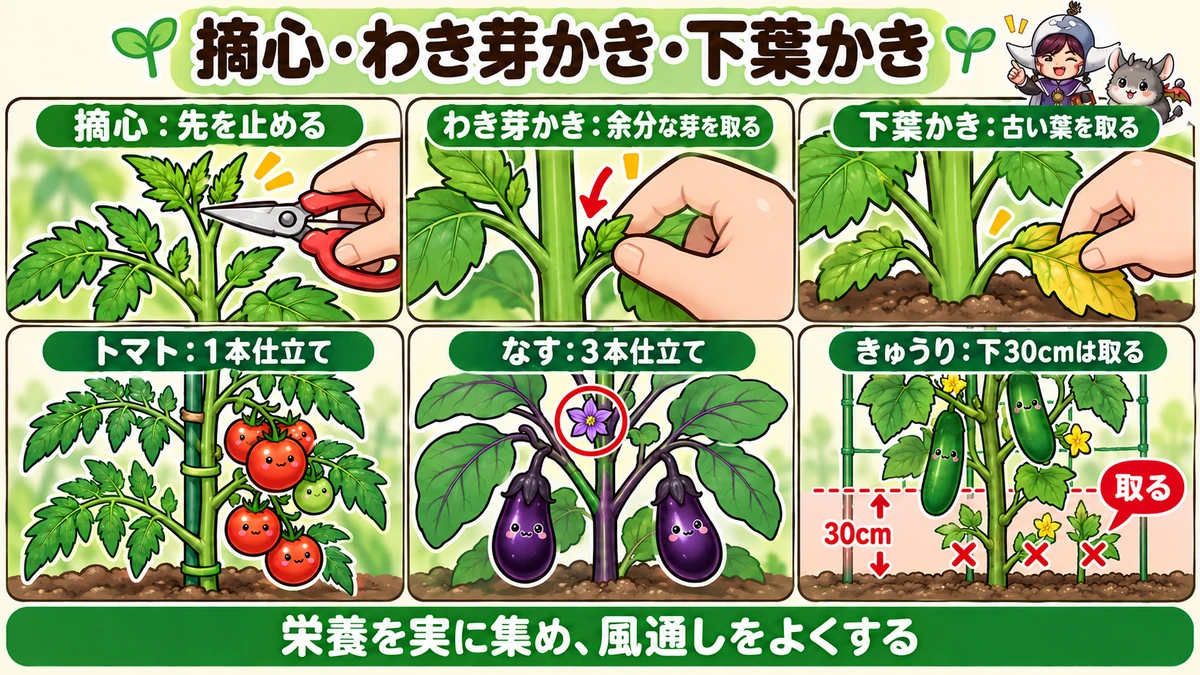 摘心・わき芽かき・下葉かき
摘心：先を止める
わき芽かき：余分な芽を取る
下葉かき：古い葉を取る
トマト：1本仕立て
なす：3本仕立て
きゅうり：下30cmは取る
取る
30cm
栄養を実に集め、風通しをよくする